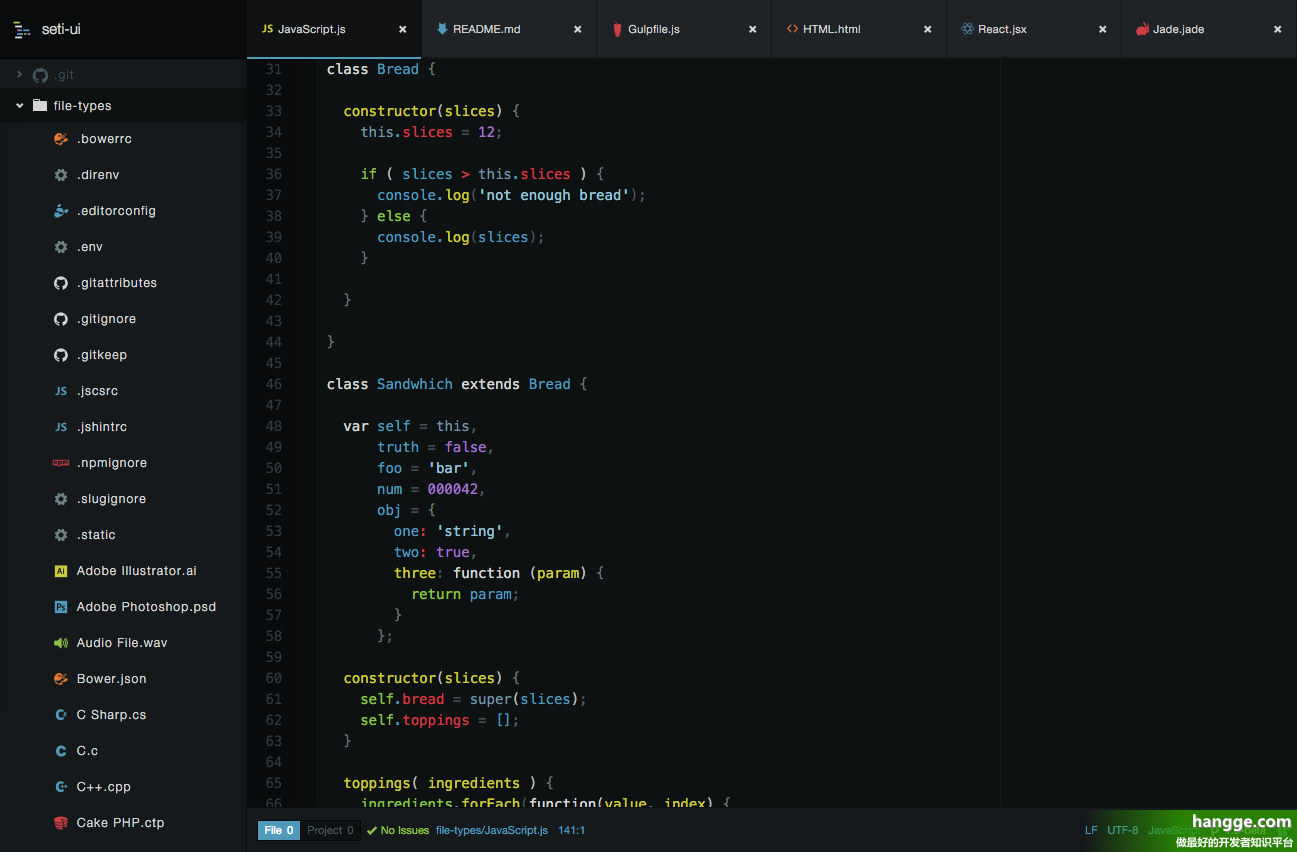 seti-ui
JavaScript.js
README.md
Gulpfile.js
HTML.html
React.jsx
Jade.jade
.git
file-types
.bowerrc
.direnv
.editorconfig
.env
.gitattributes
.gitignore
.gitkeep
.jscsrc
.jshintrc
.npmignore
.slugignore
.static
Adobe Illustrator.ai
Adobe Photoshop.psd
Audio File.wav
Bower.json
C Sharp.cs
C.c
C++.cpp
Cake PHP.ctp
31 class Bread {
32
33 constructor(slices) {
34 this.slices = 12;
35
36 if ( slices > this.slices ) {
37 console.log('not enough bread');
38 } else {
39 console.log(slices);
40 }
41
42 }
43
44 }
45
46 class Sandwhich extends Bread {
47
48 var self = this,
49 truth = false,
50 foo = 'bar',
51 num = 000042,
52 obj = {
53 one: 'string',
54 two: true,
55 three: function (param) {
56 return param;
57 }
58 };
59
60 constructor(slices) {
61 self.bread = super(slices);
62 self.toppings = [];
63 }
64
65 toppings( ingredients ) {
66 ingredients.forEach(function(value, index) {
File 0 Project 0 No Issues file-types/JavaScript.js 141:1
LF UTF-8 JavaScript
hangge.com
做最好的开发者知识平台